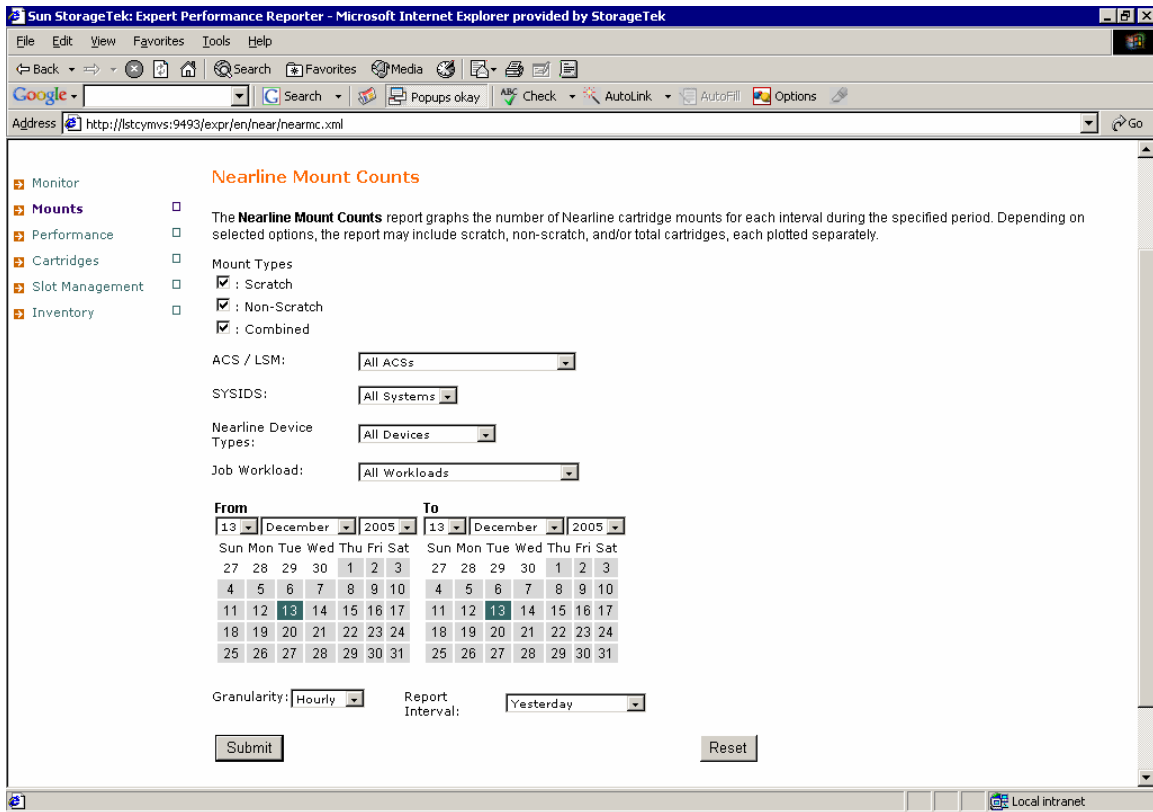 Sun StorageTek: Expert Performance Reporter - Microsoft Internet Explorer provided by StorageTek
File Edit View Favorites Tools Help
Back Search Favorites Media
Google Search Popups okay ABC Check AutoLink AutoFill Options
Address http://lstcymvs:9493/expr/en/near/nearmc.xml Go
Monitor
Mounts
Performance
Cartridges
Slot Management
Inventory
Nearline Mount Counts
The Nearline Mount Counts report graphs the number of Nearline cartridge mounts for each interval during the specified period. Depending on
selected options, the report may include scratch, non-scratch, and/or total cartridges, each plotted separately.
Mount Types
: Scratch
: Non-Scratch
: Combined
ACS / LSM: All ACSs
SYSIDS: All Systems
Nearline Device
Types: All Devices
Job Workload: All Workloads
From To
13 December 2005 13 December 2005
Sun Mon Tue Wed Thu Fri Sat Sun Mon Tue Wed Thu Fri Sat
27 28 29 30 1 2 3 27 28 29 30 1 2 3
4 5 6 7 8 9 10 4 5 6 7 8 9 10
11 12 13 14 15 16 17 11 12 13 14 15 16 17
18 19 20 21 22 23 24 18 19 20 21 22 23 24
25 26 27 28 29 30 31 25 26 27 28 29 30 31
Granularity: Hourly Report
Interval: Yesterday
Submit Reset
Local intranet